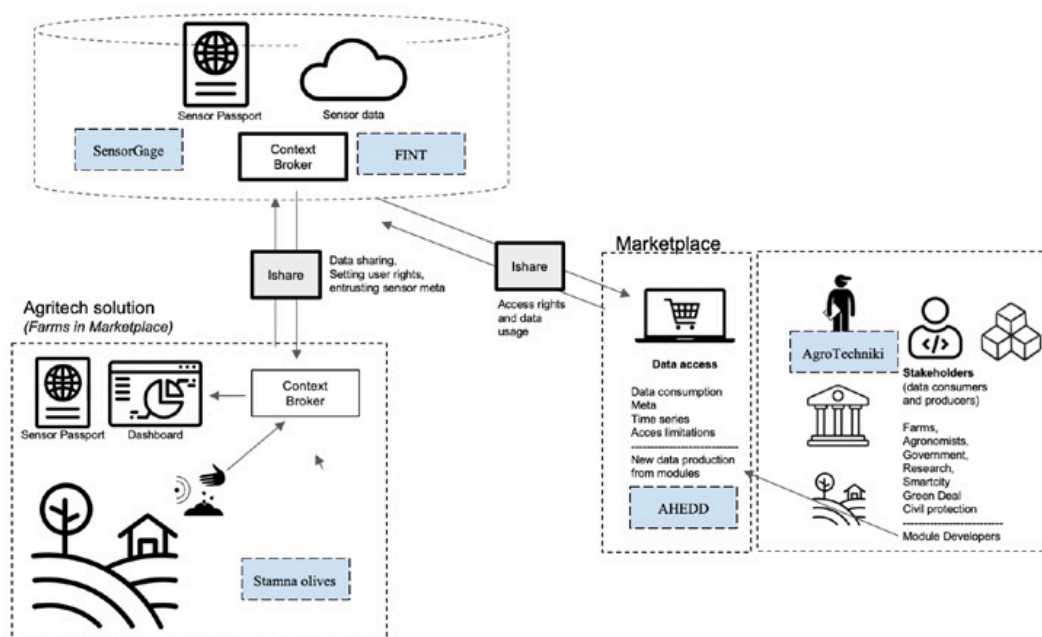 Sensor Passport
Sensor data
SensorGage
Context
Broker
FINT
Ishare
Data sharing,
Setting user rights,
entrusting sensor meta
Ishare
Access rights
and data
usage
Agritech solution
(Farms in Marketplace)
Sensor Passport
Dashboard
Context
Broker
Stamna olives
Marketplace
Data access
Data consumption
Meta
Time series
Acces limitations
New data production
from modules
AHEDD
AgroTechniki
Stakeholders
(data consumers
and producers)
Farms,
Agronomists,
Government,
Research,
Smartcity
Green Deal
Civil protection
Module Developers